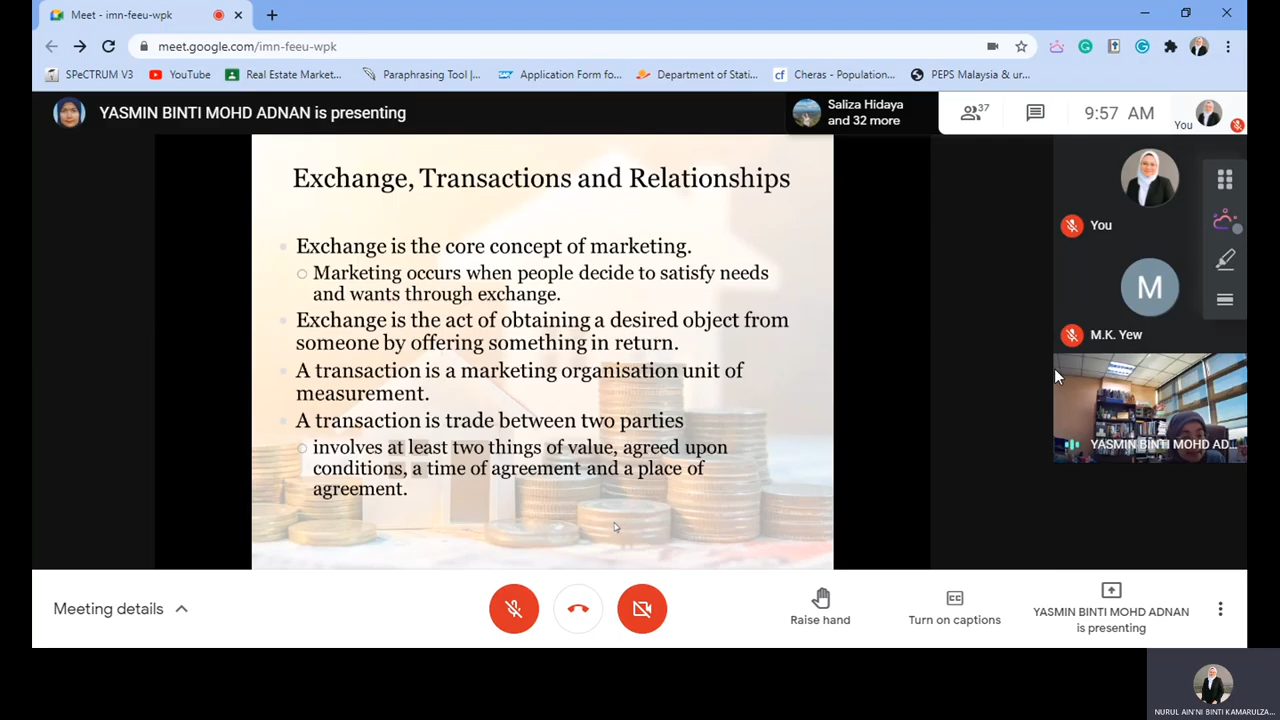 Meet - imn-feeu-wpk
meet.google.com/imn-feeu-wpk
SPeCTRUM V3
YouTube
Real Estate Market...
Paraphrasing Tool |...
Application Form fo...
Department of Stati...
Cheras - Population...
PEPS Malaysia & ur...
YASMIN BINTI MOHD ADNAN is presenting
Saliza Hidaya
and 32 more
37
9:57 AM
You
Exchange, Transactions and Relationships
Exchange is the core concept of marketing.
Marketing occurs when people decide to satisfy needs
and wants through exchange.
Exchange is the act of obtaining a desired object from
someone by offering something in return.
A transaction is a marketing organisation unit of
measurement.
A transaction is trade between two parties
involves at least two things of value, agreed upon
conditions, a time of agreement and a place of
agreement.
You
M
M.K. Yew
YASMIN BINTI MOHD AD...
Meeting details
Raise hand
CC
Turn on captions
YASMIN BINTI MOHD ADNAN
is presenting
NURUL AIN'NI BINTI KAMARULZA...